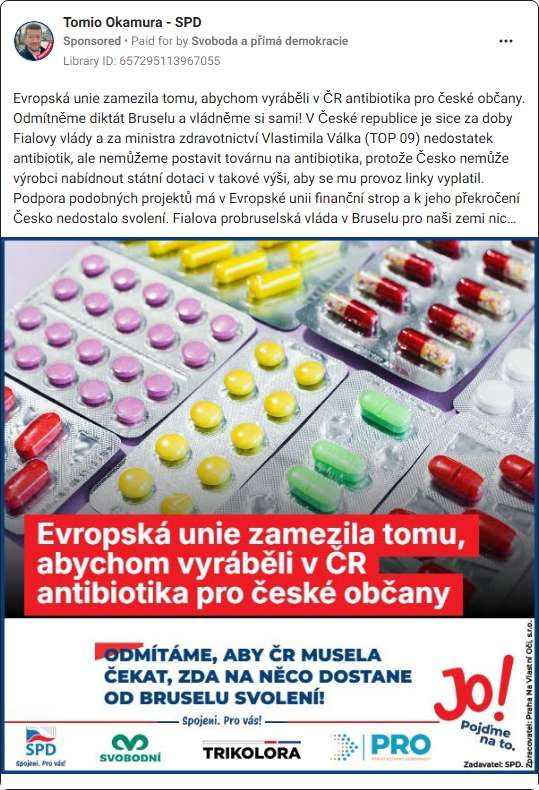 Tomio Okamura - SPD
Sponsored • Paid for by Svoboda a přímá demokracie
Library ID: 657295113967055
Evropská unie zamezila tomu, abychom vyráběli v ČR antibiotika pro české občany.
Odmítněme diktát Bruselu a vládněme si sami! V České republice je sice za doby
Fialovy vlády a za ministra zdravotnictví Vlastimila Válka (TOP 09) nedostatek
antibiotik, ale nemůžeme postavit továrnu na antibiotika, protože Česko nemůže
výrobci nabídnout státní dotaci v takové výši, aby se mu provoz linky vyplatil.
Podpora podobných projektů má v Evropské unii finanční strop a k jeho překročení
Česko nedostalo svolení. Fialova probruselská vláda v Bruselu pro naši zemi nic...
Evropská unie zamezila tomu,
abychom vyráběli v ČR
antibiotika pro české občany
ODMÍTÁME, ABY ČR MUSELA
ČEKAT, ZDA NA NĚCO DOSTANE
OD BRUSELU SVOLENÍ!
Spojeni. Pro vás!
SPD
Spojeni. Pro vás!
SVOBODNÍ
TRIKOLORA
PRO
Jo!
Pojďme
na to.
Zadavatel: SPD.
Zpracovatel: Praha Na Vlastní Oči, s.r.o.